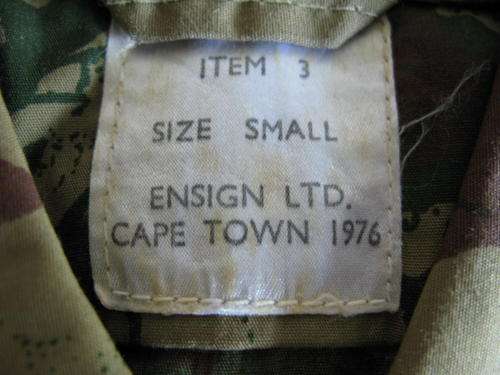 ITEM 3
SIZE SMALL
ENSIGN LTD.
CAPE TOWN 1976